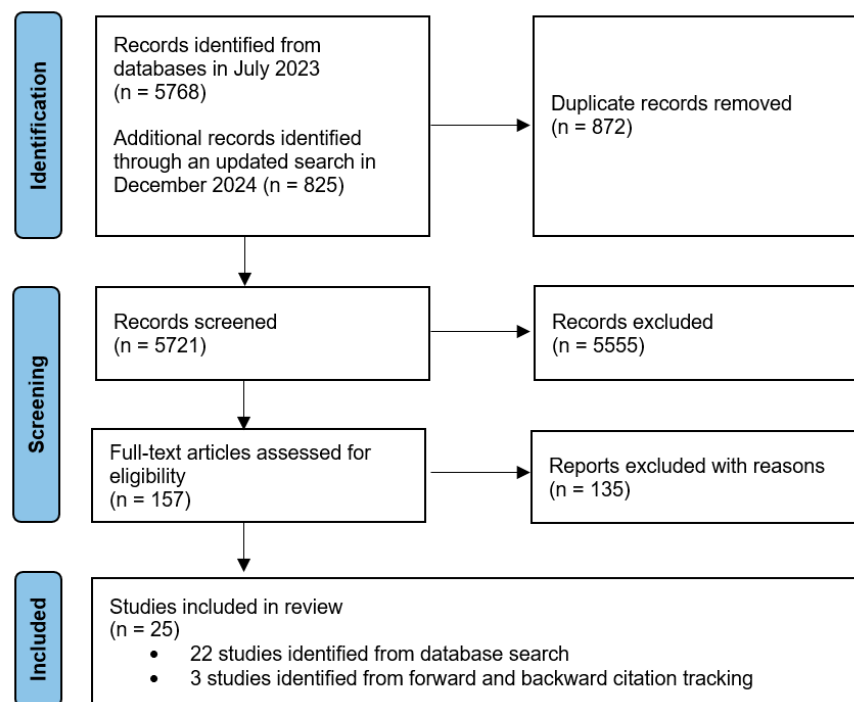 Identification
Records identified from
databases in July 2023
(n = 5768)
Additional records identified
through an updated search in
December 2024 (n = 825)
Duplicate records removed
(n = 872)
Screening
Records screened
(n = 5721)
Records excluded
(n = 5555)
Full-text articles assessed for
eligibility
(n = 157)
Reports excluded with reasons
(n = 135)
Included
Studies included in review
(n = 25)
• 22 studies identified from database search
• 3 studies identified from forward and backward citation tracking